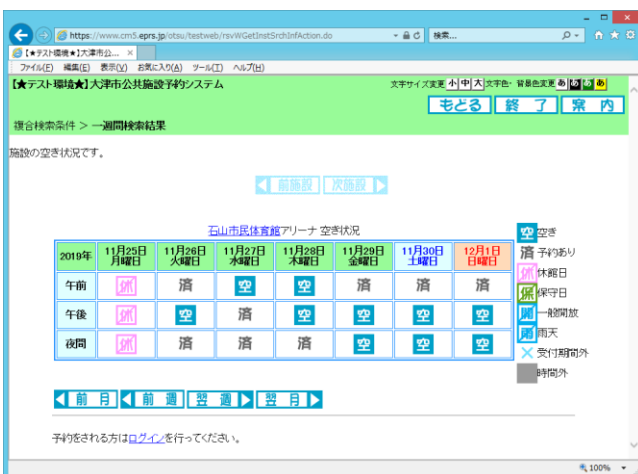 https://www.cm5.eprs.jp/otsu/testweb/rsvWGetInstSrchInfAction.do
検索...
【★テスト環境★】大津市公...
ファイル(F) 編集(E) 表示(V) お気に入り(A) ツール(T) ヘルプ(H)
【★テスト環境★】大津市公共施設予約システム
文字サイズ変更 小 中 大 文字色・背景色変更 あ あ あ あ
もどる 終了 案内
複合検索条件 > 一週間検索結果
施設の空き状況です。
前施設 次施設
石山市民体育館アリーナ 空き状況
2019年 11月25日 月曜日 11月26日 火曜日 11月27日 水曜日 11月28日 木曜日 11月29日 金曜日 11月30日 土曜日 12月1日 日曜日
午前 休 済 空 空 済 済 済
午後 休 空 済 空 空 空 空
夜間 休 済 済 済 空 空 空
空 空き
済 予約あり
休 休館日
保 保守日
開 一般開放
雨 雨天
× 受付期間外
時間外
前月 前週 翌週 翌月
予約をされる方はログインを行ってください。
100%